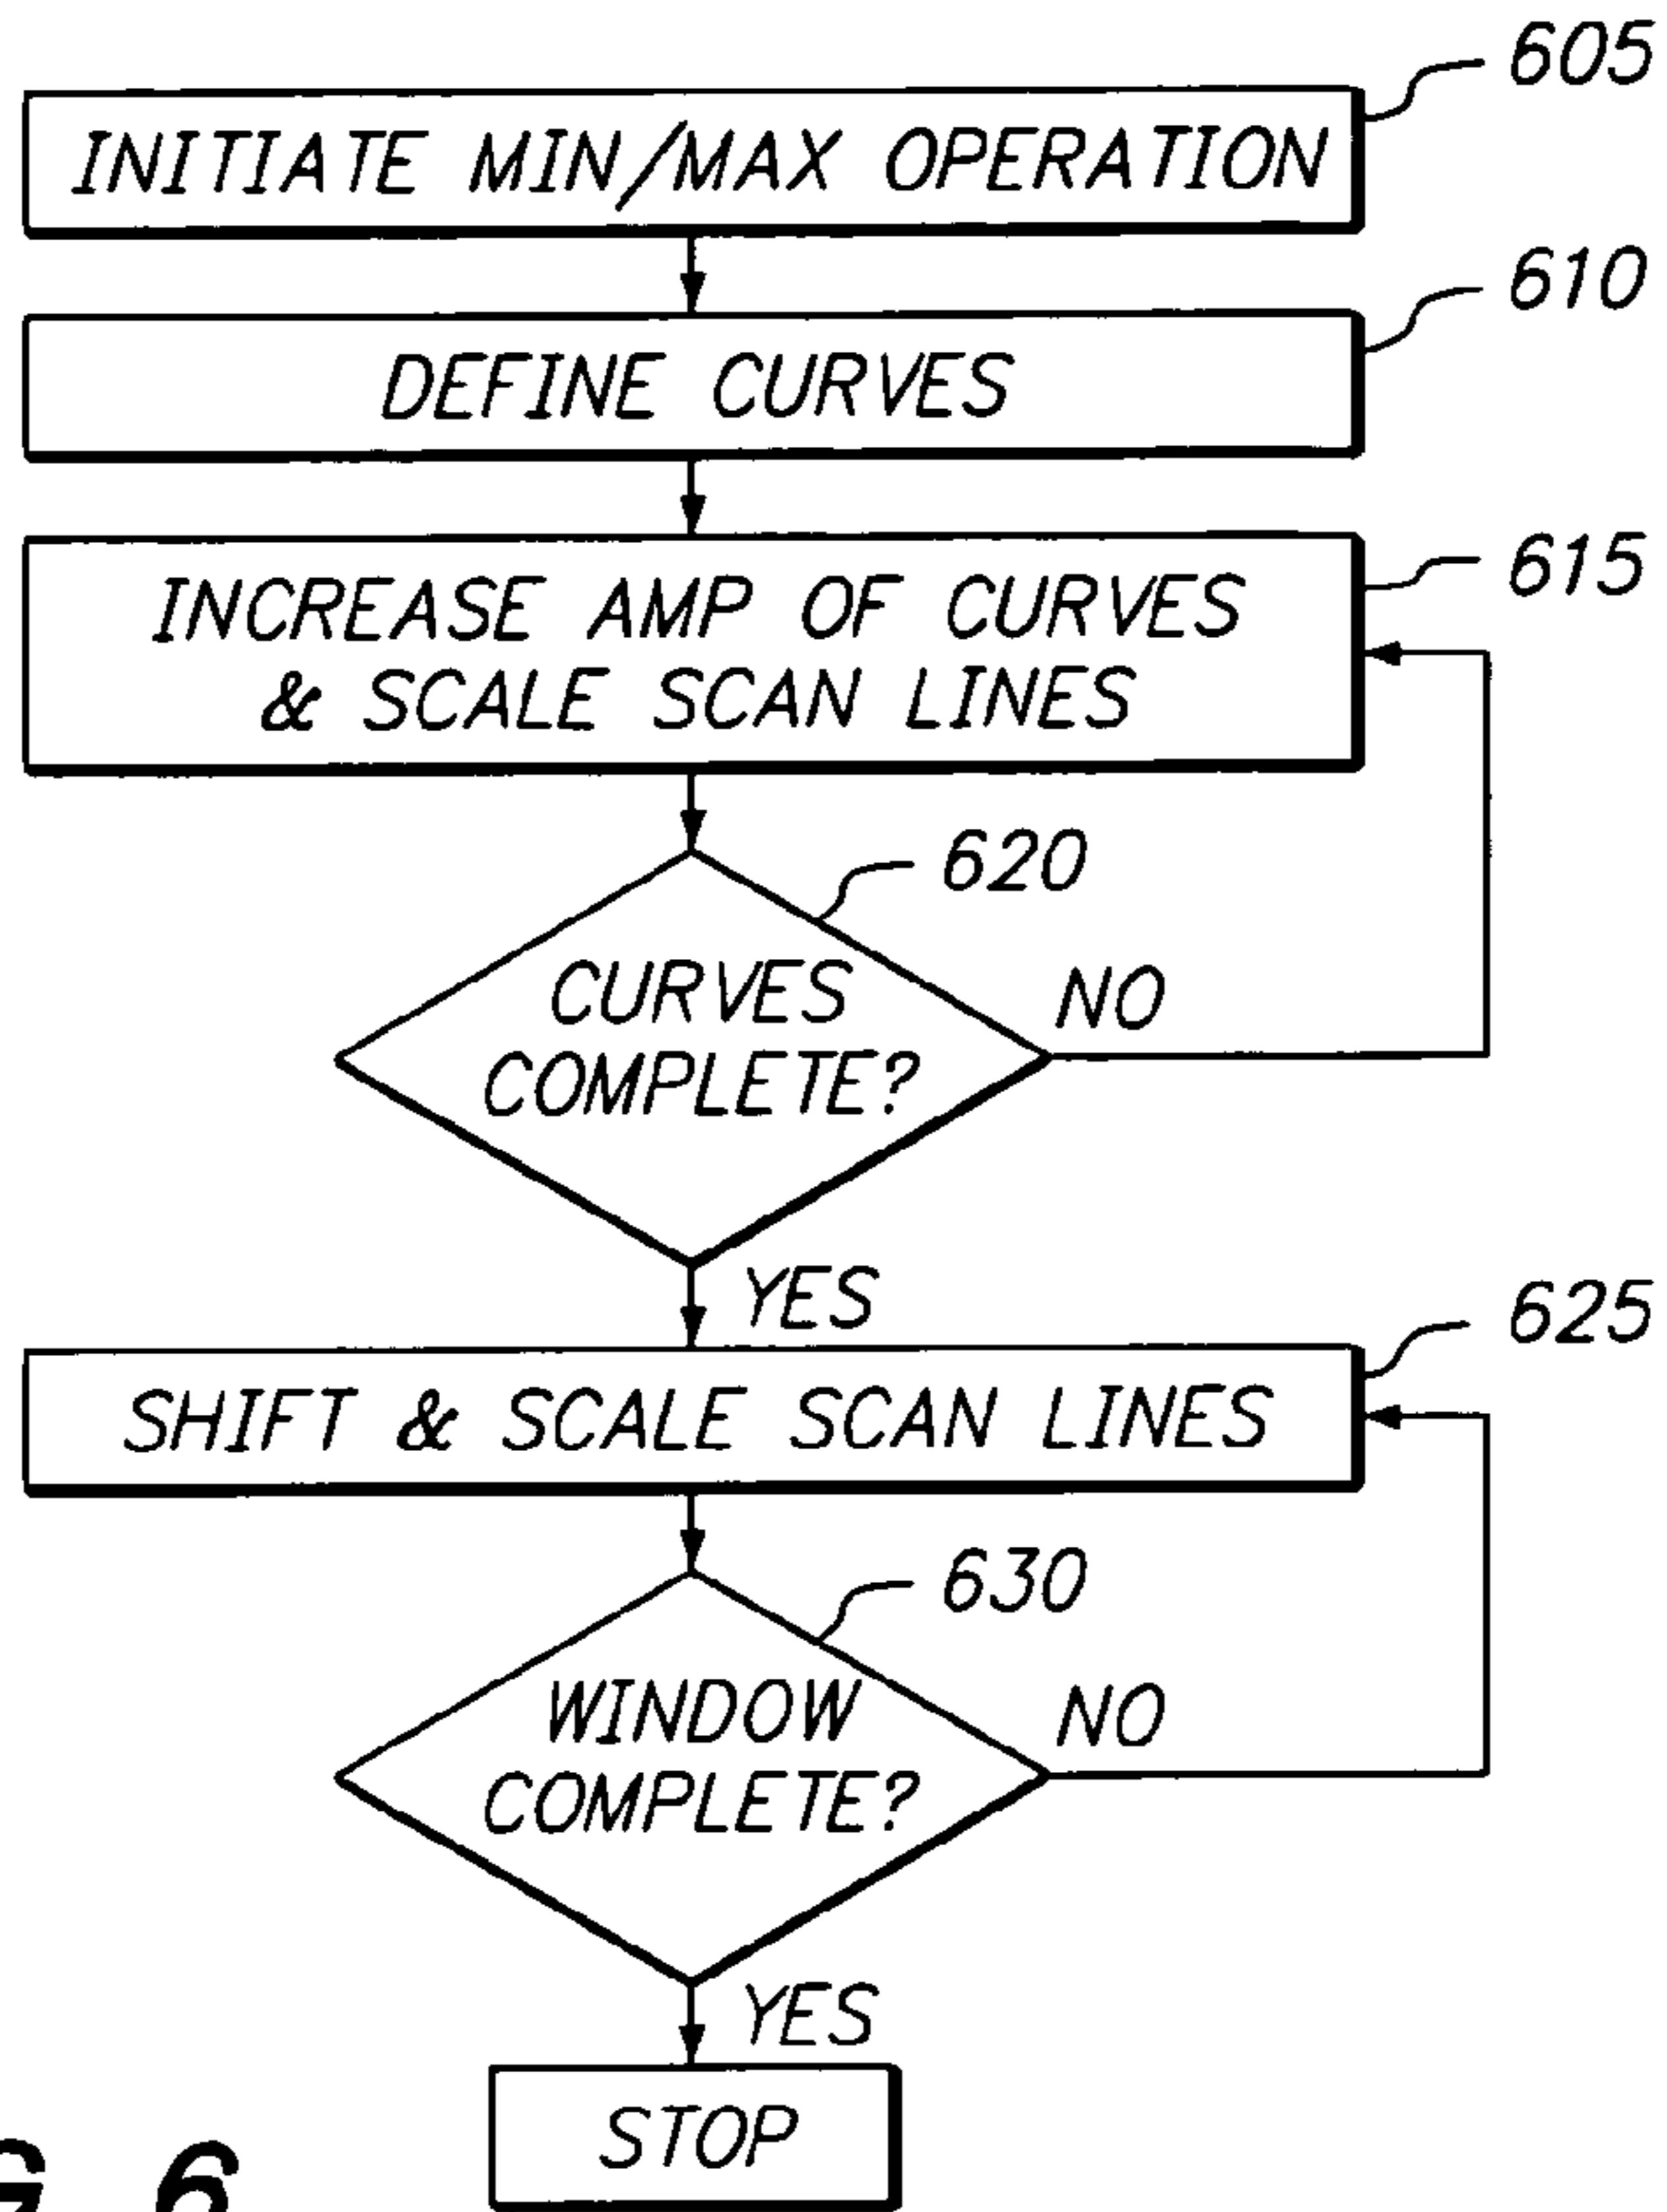 605
INITIATE MIN/MAX OPERATION
610
DEFINE CURVES
615
INCREASE AMP OF CURVES
& SCALE SCAN LINES
620
CURVES
COMPLETE?
NO
YES
625
SHIFT & SCALE SCAN LINES
630
WINDOW
COMPLETE?
NO
YES
STOP
6